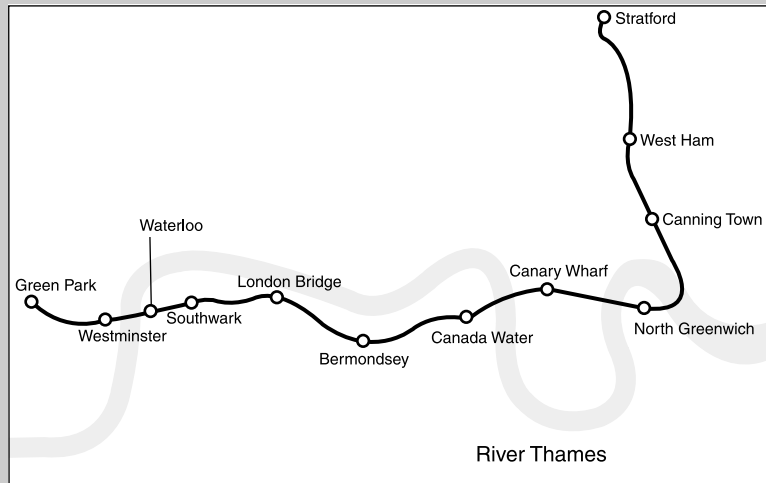 Stratford
West Ham
Canning Town
Waterloo
Canary Wharf
London Bridge
Green Park
Southwark
North Greenwich
Westminster
Canada Water
Bermondsey
River Thames